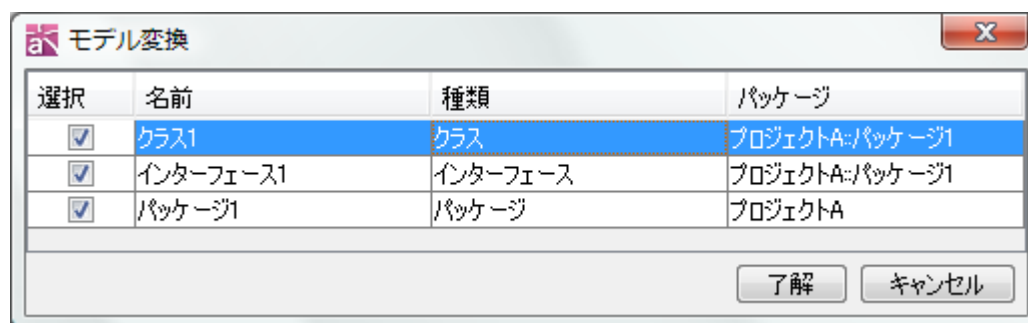 モデル変換
選択 名前 種類 パッケージ
クラス1 クラス プロジェクトA::パッケージ1
インターフェース1 インターフェース プロジェクトA::パッケージ1
パッケージ1 パッケージ プロジェクトA
了解 キャンセル